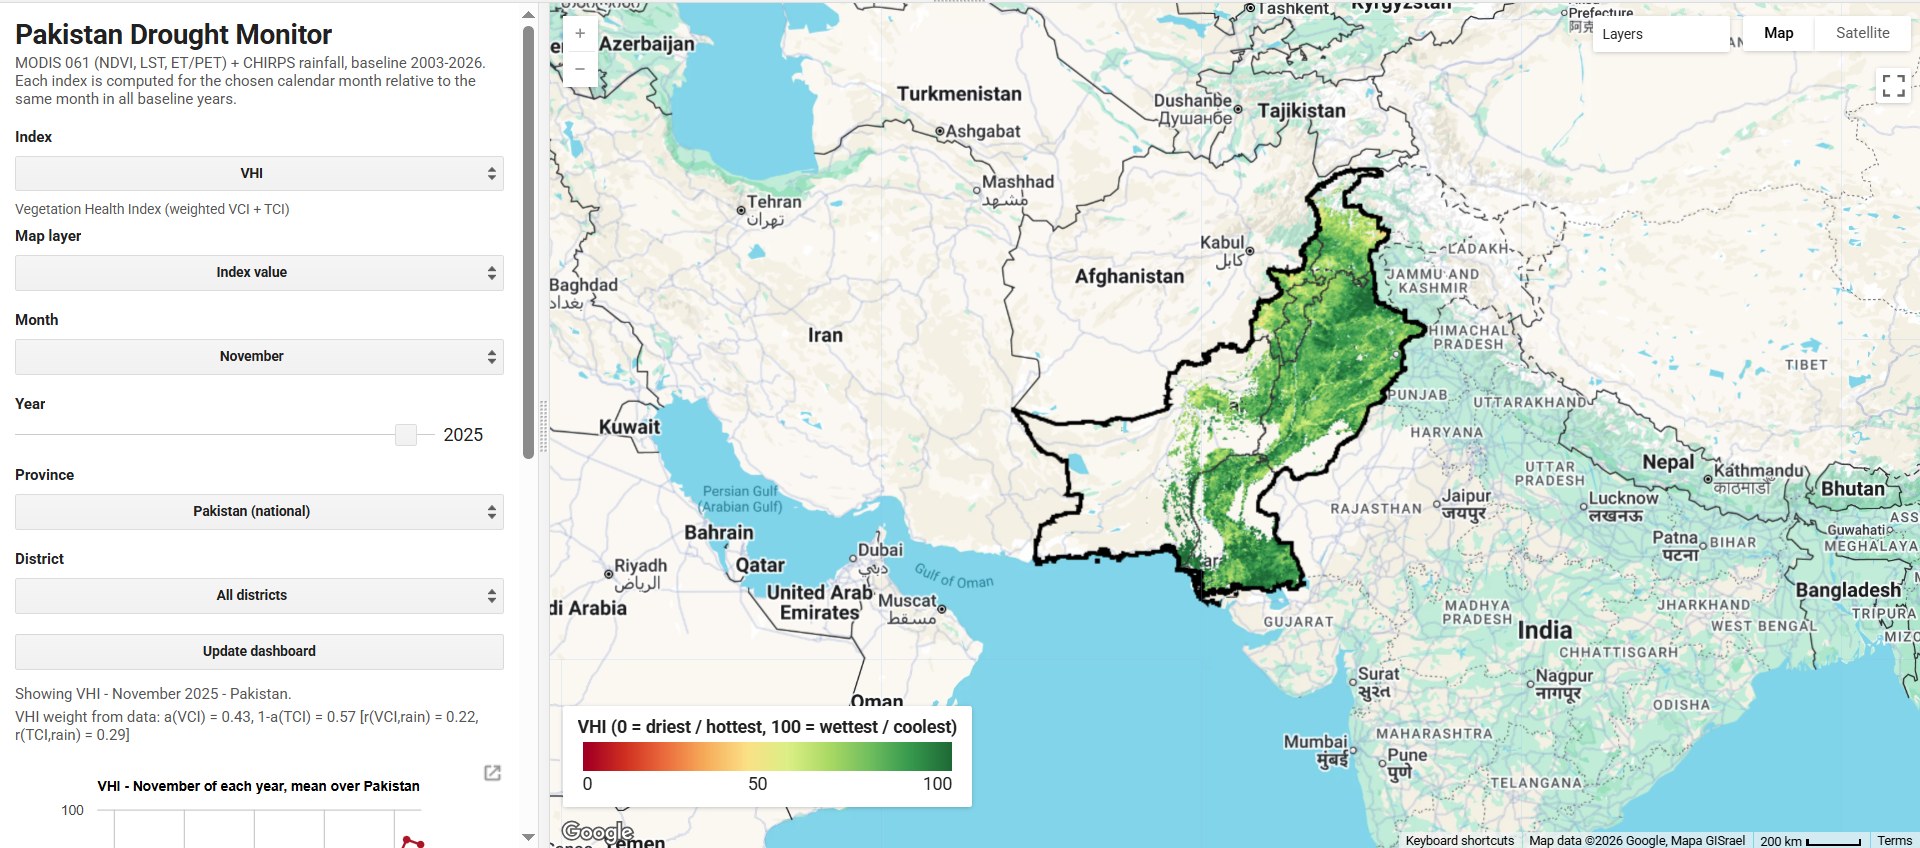 Pakistan Drought Monitor
MODIS 061 (NDVI, LST, ET/PET) + CHIRPS rainfall, baseline 2003-2026.
Each index is computed for the chosen calendar month relative to the
same month in all baseline years.
Index
VHI
Vegetation Health Index (weighted VCI + TCI)
Map layer
Index value
Month
November
Year
2025
Province
Pakistan (national)
District
All districts
Update dashboard
Showing VHI - November 2025 - Pakistan.
VHI weight from data: a(VCI) = 0.43, 1-a(TCI) = 0.57 [r(VCI,rain) = 0.22,
r(TCI,rain) = 0.29]
VHI - November of each year, mean over Pakistan
100
+
−
Layers
Map
Satellite
Tashkent
Kyrgyzstan
Prefecture
Azerbaijan
Turkmenistan
Ashgabat
Dushanbe
Душанбе
Tajikistan
Mashhad
مشهد
Tehran
تهران
Kabul
کابل
Afghanistan
LADAKH
JAMMU AND
KASHMIR
Baghdad
بغداد
Iran
HIMACHAL
PRADESH
TIBET
PUNJAB
UTTARAKHAND
Kuwait
HARYANA
Nepal
Kathmandu
काठमाडौं
UTTAR
PRADESH
Bhutan
Persian Gulf
(Arabian Gulf)
Jaipur
जयपुर
RAJASTHAN
Lucknow
लखनऊ
ASS
Guwahati
Bahrain
Patna
पटना
BIHAR
MEGHALAYA
Dubai
دبي
Qatar
Riyadh
الرياض
Gulf of Oman
United Arab
Emirates
Muscat
مسقط
Bangladesh
di Arabia
MADHYA
PRADESH
JHARKHAND
TRIPURA
GUJARAT
India
WEST BENGAL
MIZO
CHHATTISGARH
Surat
सुरत
Nagpur
नागपूर
Oman
ODISHA
VHI (0 = driest / hottest, 100 = wettest / coolest)
0
50
100
Mumbai
मुंबई
MAHARASHTRA
Pune
पुणे
TELANGANA
Google
Yemen
Keyboard shortcuts
Map data ©2026 Google, Mapa GISrael
200 km
Terms